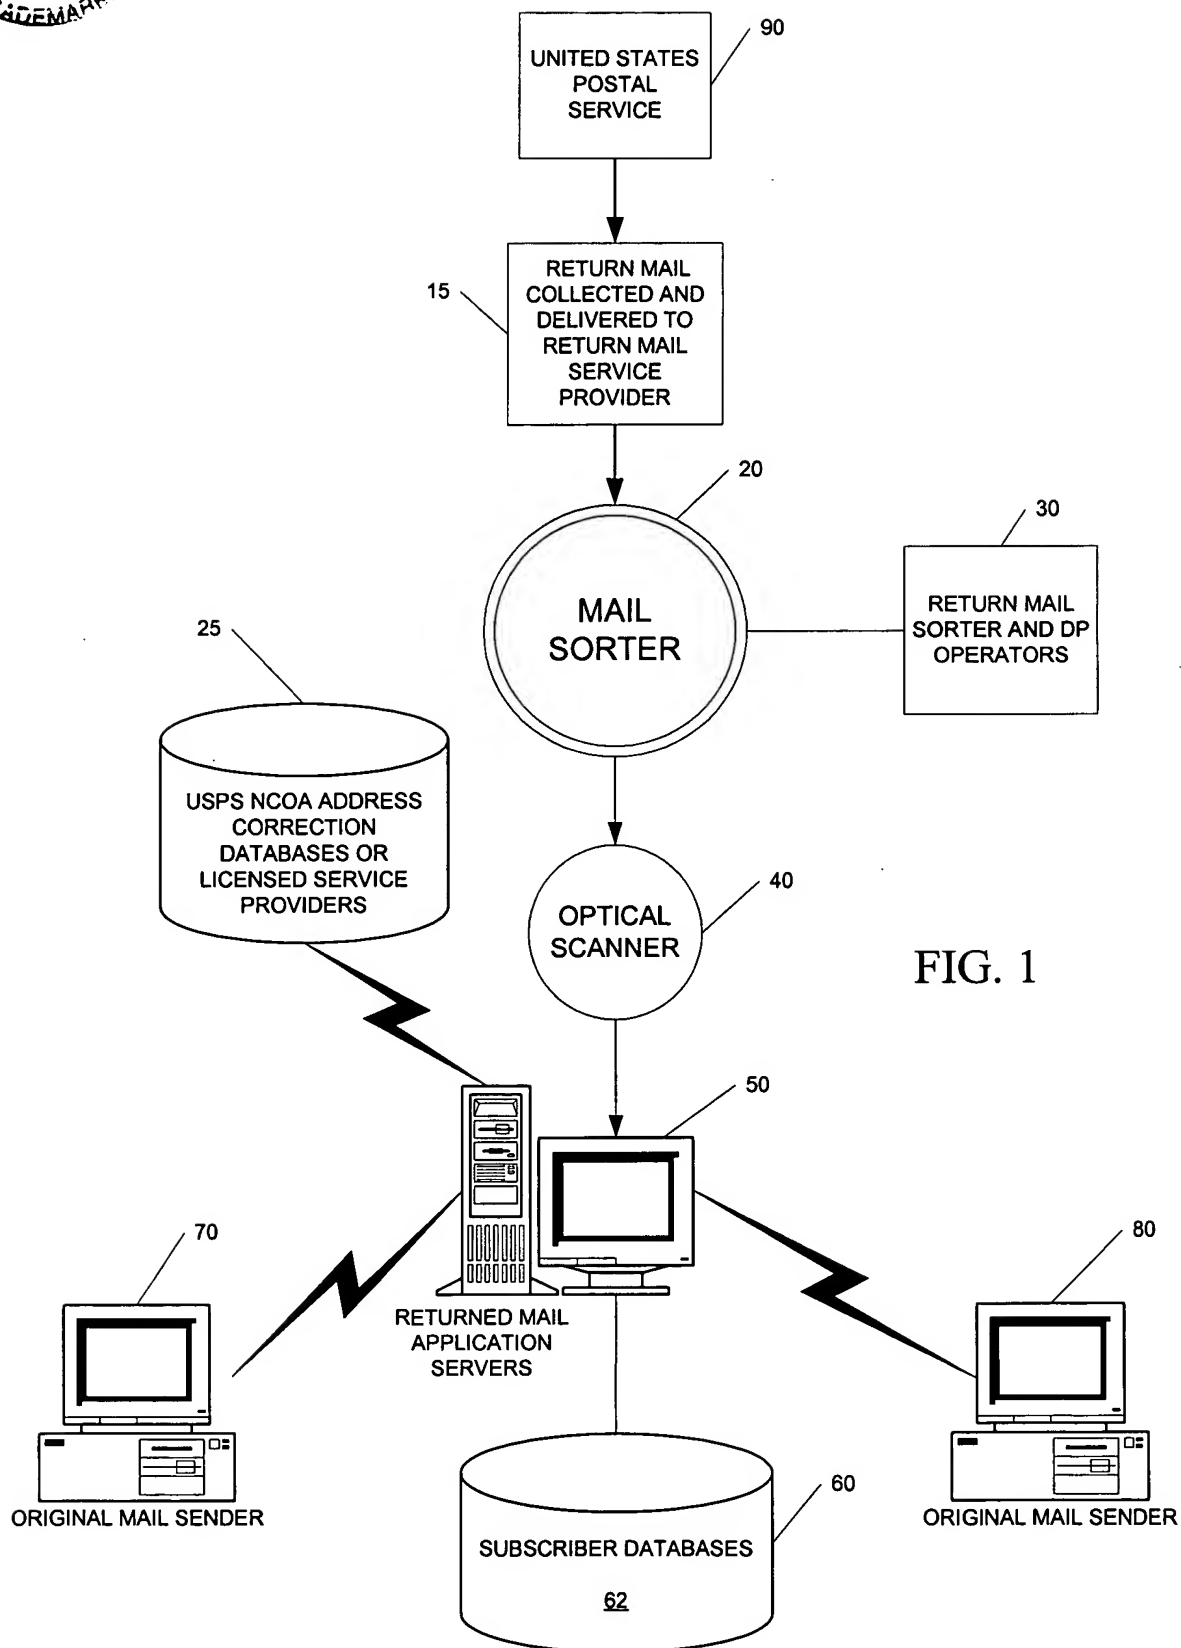 90
UNITED STATES
POSTAL
SERVICE
15
RETURN MAIL
COLLECTED AND
DELIVERED TO
RETURN MAIL
SERVICE
PROVIDER
20
MAIL
SORTER
30
RETURN MAIL
SORTER AND DP
OPERATORS
25
USPS NCOA ADDRESS
CORRECTION
DATABASES OR
LICENSED SERVICE
PROVIDERS
40
OPTICAL
SCANNER
FIG. 1
50
RETURNED MAIL
APPLICATION
SERVERS
70
ORIGINAL MAIL SENDER
80
ORIGINAL MAIL SENDER
60
SUBSCRIBER DATABASES
62